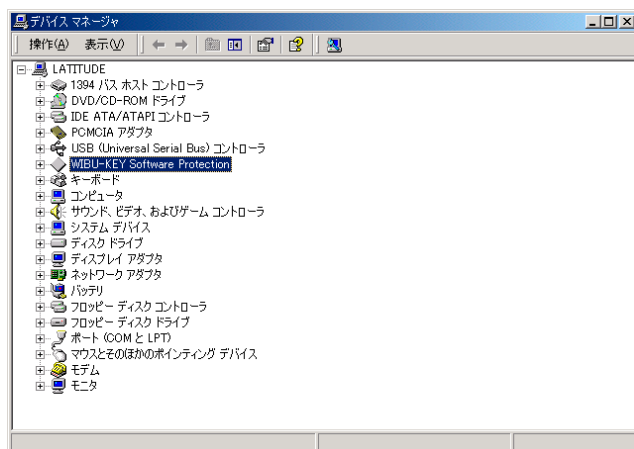 デバイス マネージャ
操作(A) 表示(V)
LATITUDE
1394 バス ホスト コントローラ
DVD/CD-ROM ドライブ
IDE ATA/ATAPI コントローラ
PCMCIA アダプタ
USB (Universal Serial Bus) コントローラ
WIBU-KEY Software Protection
キーボード
コンピュータ
サウンド、ビデオ、およびゲーム コントローラ
システム デバイス
ディスク ドライブ
ディスプレイ アダプタ
ネットワーク アダプタ
バッテリ
フロッピー ディスク コントローラ
フロッピー ディスク ドライブ
ポート (COM と LPT)
マウスとそのほかのポインティング デバイス
モデム
モニタ